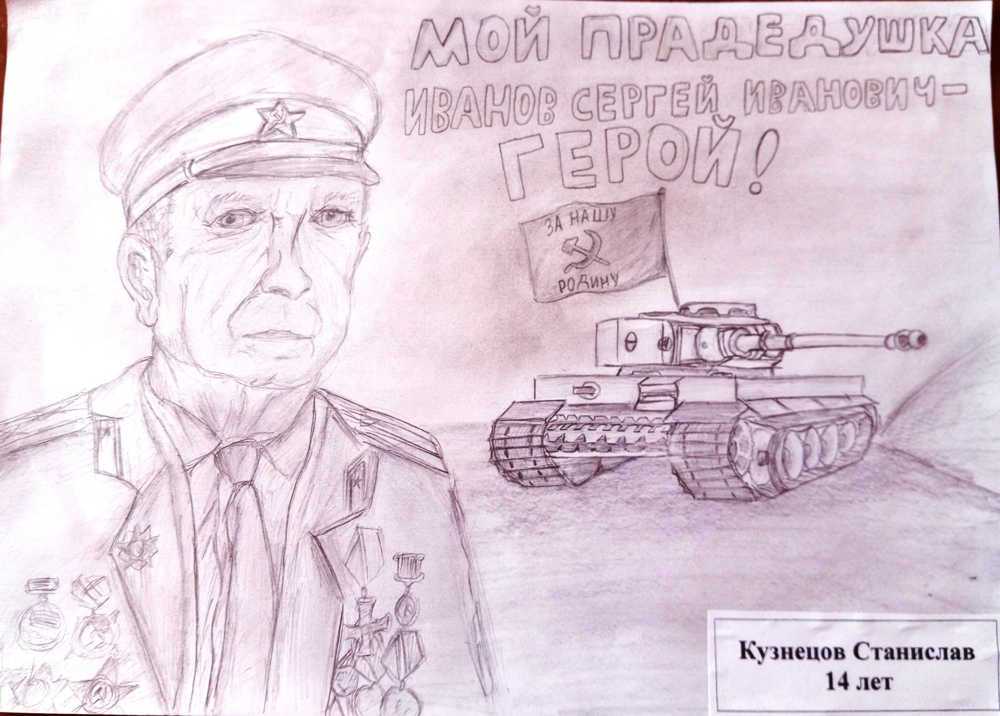 МОЙ ПРАДЕДУШКА
ИВАНОВ СЕРГЕЙ ИВАНОВИЧ-
ГЕРОЙ!
ЗА НАШУ
РОДИНУ
Кузнецов Станислав
14 лет